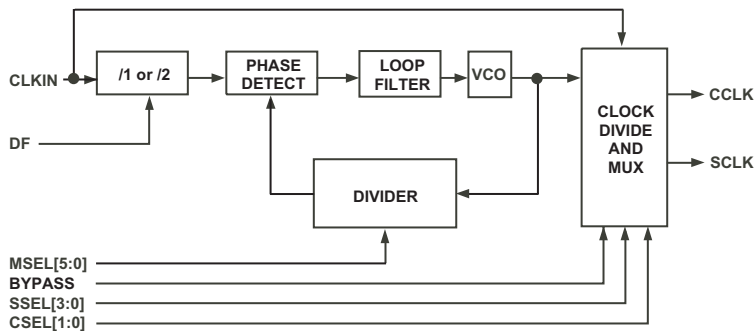 CLKIN
/1 or /2
PHASE
DETECT
LOOP
FILTER
VCO
CLOCK
DIVIDE
AND
MUX
CCLK
SCLK
DF
DIVIDER
MSEL[5:0]
BYPASS
SSEL[3:0]
CSEL[1:0]